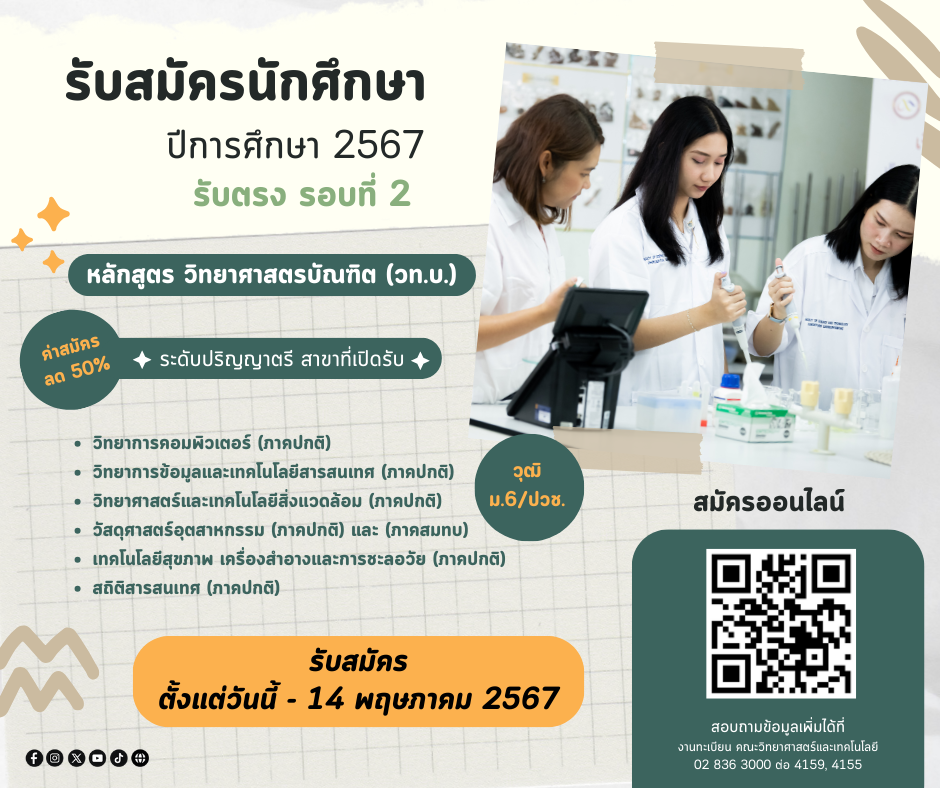 รับสมัครนักศึกษา
ปีการศึกษา 2567
รับตรง รอบที่ 2
หลักสูตร วิทยาศาสตรบัณฑิต (วท.บ.)
ค่าสมัคร
ลด 50%
ระดับปริญญาตรี สาขาที่เปิดรับ
• วิทยาการคอมพิวเตอร์ (ภาคปกติ)
• วิทยาการข้อมูลและเทคโนโลยีสารสนเทศ (ภาคปกติ)
• วิทยาศาสตร์และเทคโนโลยีสิ่งแวดล้อม (ภาคปกติ)
• วัสดุศาสตร์อุตสาหกรรม (ภาคปกติ) และ (ภาคสมทบ)
• เทคโนโลยีสุขภาพ เครื่องสำอางและการชะลอวัย (ภาคปกติ)
• สถิติสารสนเทศ (ภาคปกติ)
วุฒิ
ม.6/ปวช.
รับสมัคร
ตั้งแต่วันนี้ - 14 พฤษภาคม 2567
สมัครออนไลน์
สอบถามข้อมูลเพิ่มได้ที่
งานทะเบียน คณะวิทยาศาสตร์และเทคโนโลยี
02 836 3000 ต่อ 4159, 4155